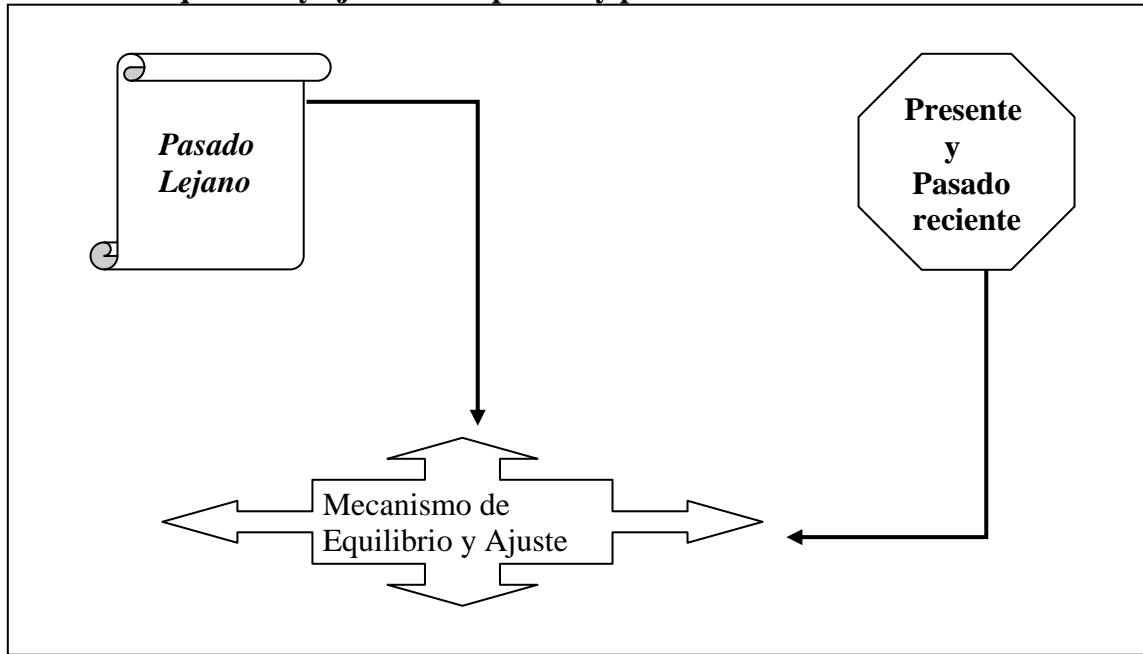 Pasado
Lejano
Presente
y
Pasado
reciente
Mecanismo de
Equilibrio y Ajuste